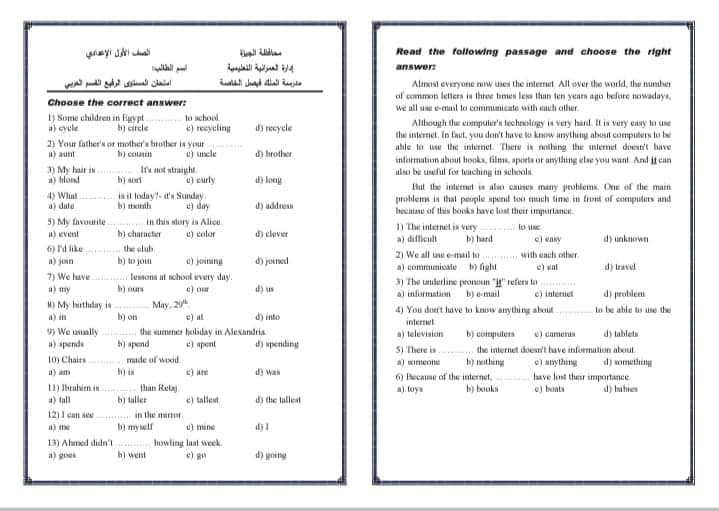 محافظة الجيزة
الصف الأول الإعدادي
إدارة العمرانية التعليمية
اسم الطالب:
مدرسة الملك فيصل الخاصة
امتحان المستوى الرفيع القسم العربي
Choose the correct answer:
1) Some children in Egypt ............ to school.
a) cycle b) circle c) recycling d) recycle
2) Your father's or mother's brother is your ............
a) aunt b) cousin c) uncle d) brother
3) My hair is ............ It's not straight.
a) blond b) sort c) curly d) long
4) What ............ is it today?- it's Sunday.
a) date b) month c) day d) address
5) My favourite ............ in this story is Alice.
a) event b) character c) color d) clever
6) I'd like ............ the club.
a) join b) to join c) joining d) joined
7) We have ............ lessons at school every day.
a) my b) ours c) our d) us
8) My birthday is ............ May, 29th.
a) in b) on c) at d) into
9) We usually ............ the summer holiday in Alexandria.
a) spends b) spend c) spent d) spending
10) Chairs ............ made of wood.
a) am b) is c) are d) was
11) Ibrahim is ............ than Retaj.
a) tall b) taller c) tallest d) the tallest
12) I can see ............ in the mirror.
a) me b) myself c) mine d) I
13) Ahmed didn't ............ bowling last week.
a) goes b) went c) go d) going
Read the following passage and choose the right
answer:
Almost everyone now uses the internet. All over the world, the number
of common letters is three times less than ten years ago before nowadays,
we all use e-mail to communicate with each other.
Although the computer's technology is very hard. It is very easy to use
the internet. In fact, you don't have to know anything about computers to be
able to use the internet. There is nothing the internet doesn't have
information about books, films, sports or anything else you want. And it can
also be useful for teaching in schools.
But the internet is also causes many problems. One of the main
problems is that people spend too much time in front of computers and
because of this books have lost their importance.
1) The internet is very ............ to use.
a) difficult b) hard c) easy d) unknown
2) We all use e-mail to ............ with each other.
a) communicate b) fight c) eat d) travel
3) The underline pronoun "it" refers to ............
a) information b) e-mail c) internet d) problem
4) You don't have to know anything about ............ to be able to use the
internet.
a) television b) computers c) cameras d) tablets
5) There is ............ the internet doesn't have information about.
a) someone b) nothing c) anything d) something
6) Because of the internet, ............ have lost their importance.
a) toys b) books c) boats d) babies